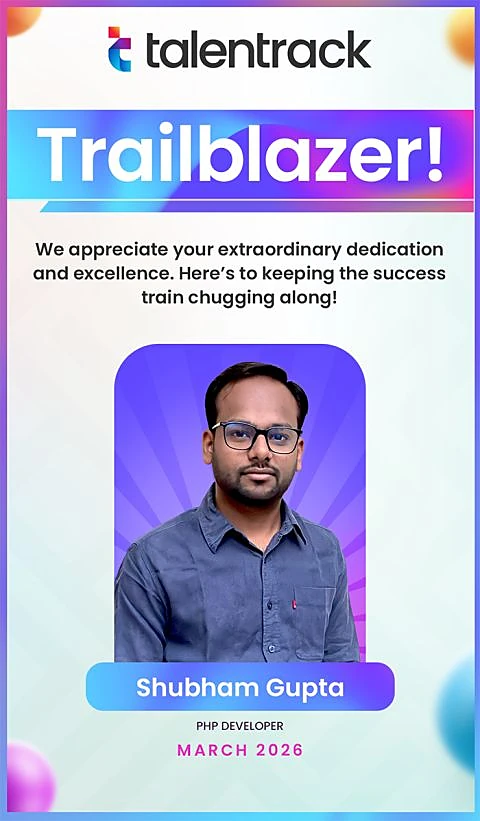 talentrack
Trailblazer!
We appreciate your extraordinary dedication
and excellence. Here’s to keeping the success
train chugging along!
Shubham Gupta
PHP DEVELOPER
MARCH 2026